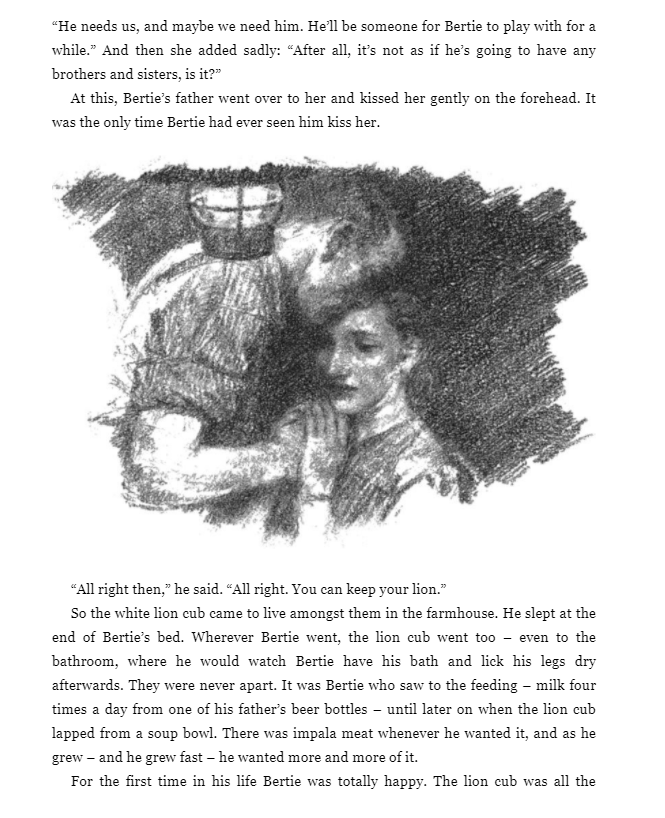 “He needs us, and maybe we need him. He’ll be someone for Bertie to play with for a
while.” And then she added sadly: “After all, it’s not as if he’s going to have any
brothers and sisters, is it?”
At this, Bertie’s father went over to her and kissed her gently on the forehead. It
was the only time Bertie had ever seen him kiss her.
“All right then,” he said. “All right. You can keep your lion.”
So the white lion cub came to live amongst them in the farmhouse. He slept at the
end of Bertie’s bed. Wherever Bertie went, the lion cub went too – even to the
bathroom, where he would watch Bertie have his bath and lick his legs dry
afterwards. They were never apart. It was Bertie who saw to the feeding – milk four
times a day from one of his father’s beer bottles – until later on when the lion cub
lapped from a soup bowl. There was impala meat whenever he wanted it, and as he
grew – and he grew fast – he wanted more and more of it.
For the first time in his life Bertie was totally happy. The lion cub was all the